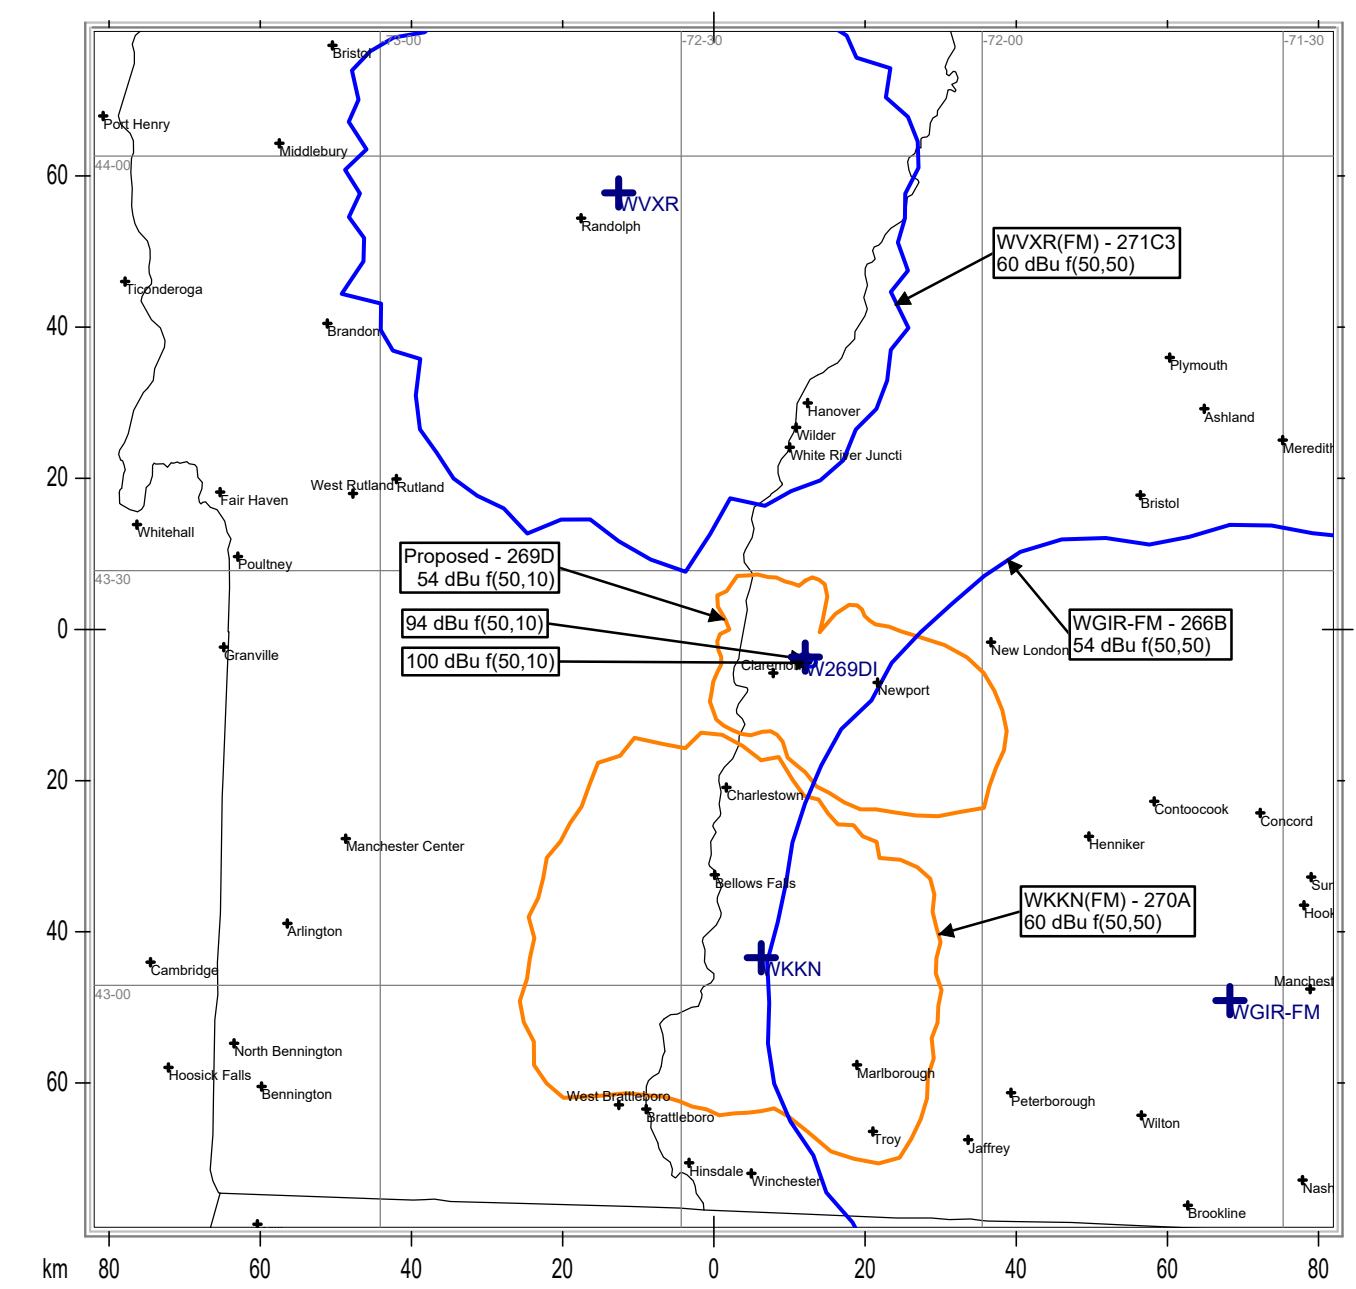 -73-00
-72-30
-72-00
-71-30
Bristol
Port Henry
Middlebury
44-00
60
WVXR
Randolph
WVXR(FM) - 271C3
60 dBu f(50,50)
Ticonderoga
40
Brandon
Plymouth
Hanover
Ashland
Wilder
Meredith
White River Juncti
20
West Rutland
Rutland
Fair Haven
Bristol
Whitehall
Poultney
Proposed - 269D
54 dBu f(50,10)
43-30
94 dBu f(50,10)
WGIR-FM - 266B
54 dBu f(50,50)
0
Granville
New London
100 dBu f(50,10)
Claremo
W269DI
Newport
20
Charlestown
Contoocook
Concord
Manchester Center
Henniker
Bellows Falls
Sur
WKKN(FM) - 270A
60 dBu f(50,50)
Hook
40
Arlington
Cambridge
WKKN
Manchest
43-00
WGIR-FM
North Bennington
Hoosick Falls
Marlborough
60
Bennington
West Brattleboro
Peterborough
Brattleboro
Wilton
Troy
Jaffrey
Hinsdale
Winchester
Nash
Brookline
km
80
60
40
20
0
20
40
60
80